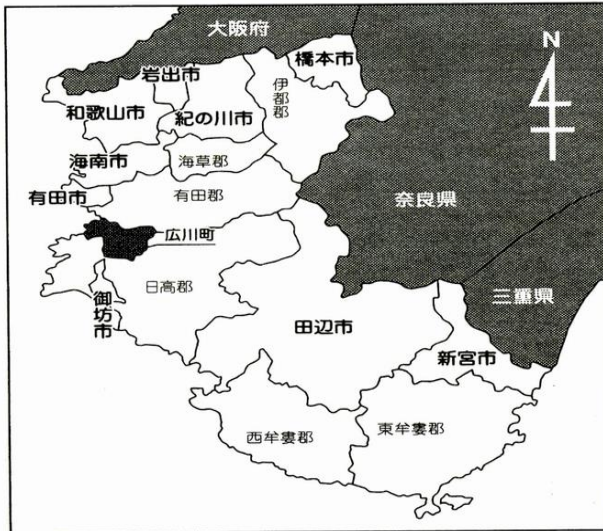 大阪府
N
橋本市
岩出市
伊都郡
和歌山市
紀の川市
海南市
海草郡
有田市
有田郡
奈良県
広川町
日高郡
三重県
御坊市
田辺市
新宮市
西牟婁郡
東牟婁郡